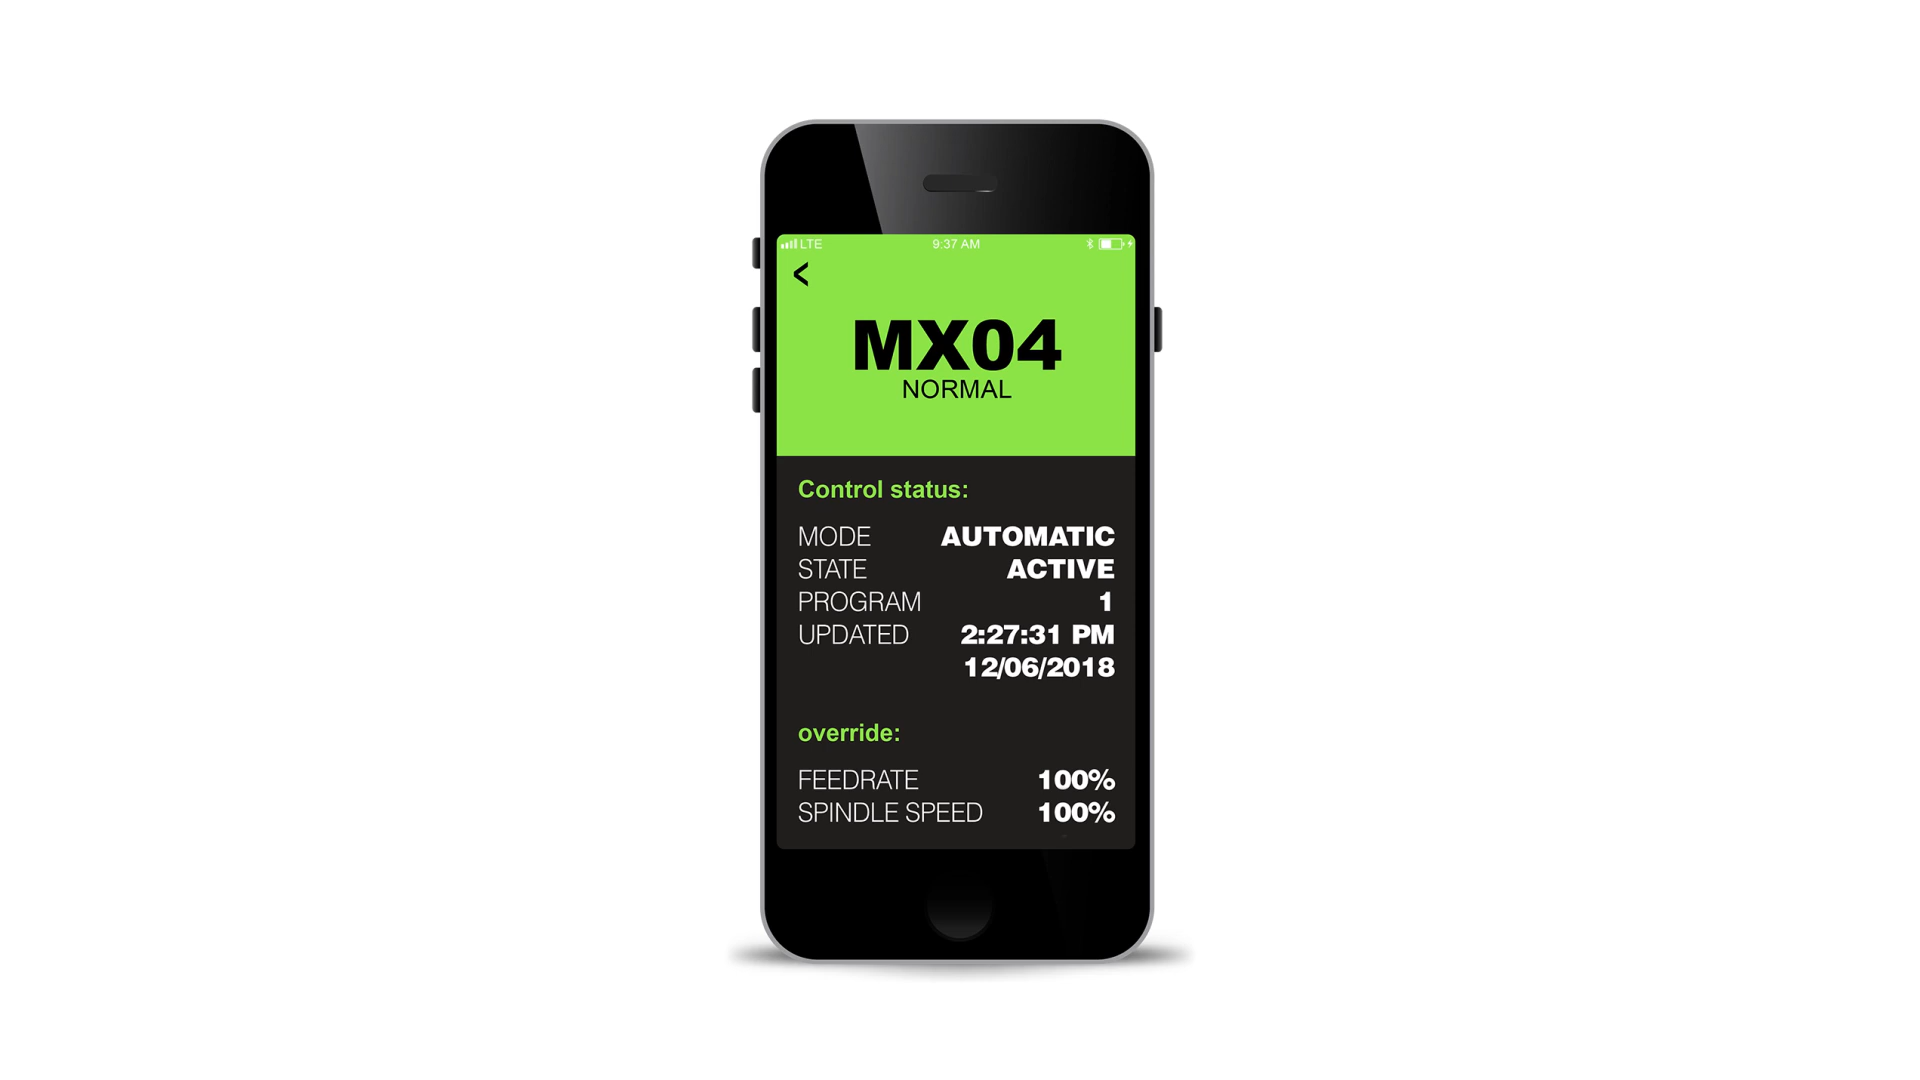 LTE 9:37 AM
<
MX04
NORMAL
Control status:
MODE AUTOMATIC
STATE ACTIVE
PROGRAM 1
UPDATED 2:27:31 PM
12/06/2018
override:
FEEDRATE 100%
SPINDLE SPEED 100%